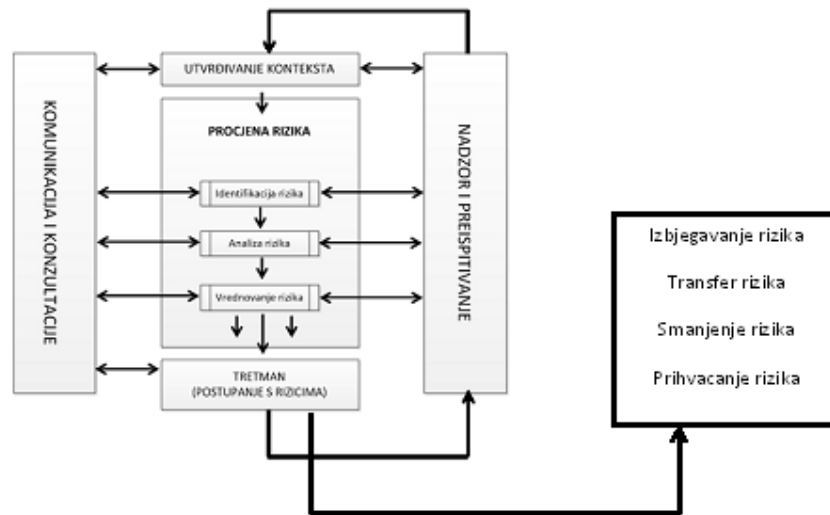 UTVRĐIVANJE KONTEKSTA
KOMUNIKACIJA I KONZULTACIJE
PROCJENA RIZIKA
Identifikacija rizika
Analiza rizika
Vrednovanje rizika
TRETMAN
(POSTUPANJE S RIZICIMA)
NADZOR I PREISPITIVANJE
Izbjegavanje rizika
Transfer rizika
Smanjenje rizika
Prihvacanje rizika